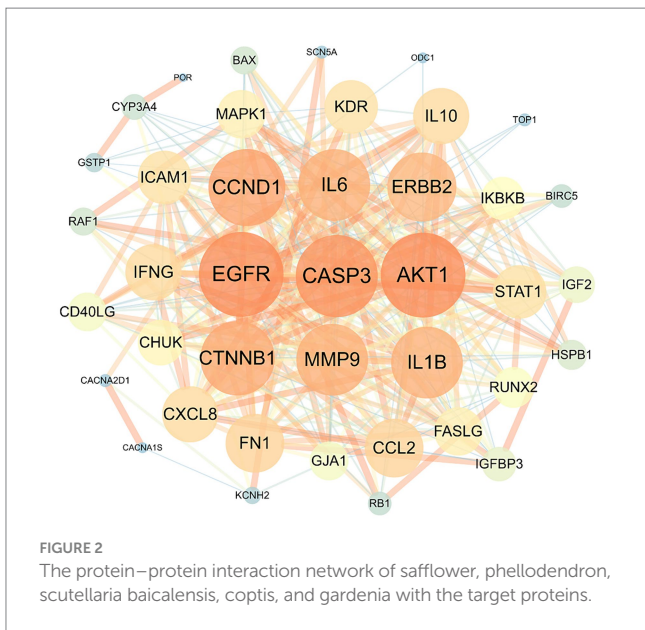 SCN5A
ODC1
BAX
POR
CYP3A4
MAPK1
KDR
IL10
TOP1
GSTP1
ICAM1
CCND1
IL6
ERBB2
IKBKB
BIRC5
RAF1
IFNG
EGFR
CASP3
AKT1
STAT1
IGF2
CD40LG
CHUK
CTNNB1
MMP9
IL1B
HSPB1
CACNA2D1
RUNX2
CXCL8
FASLG
CACNA1S
FN1
GJA1
CCL2
IGFBP3
KCNH2
RB1
FIGURE 2
The protein–protein interaction network of safflower, phellodendron,
scutellaria baicalensis, coptis, and gardenia with the target proteins.